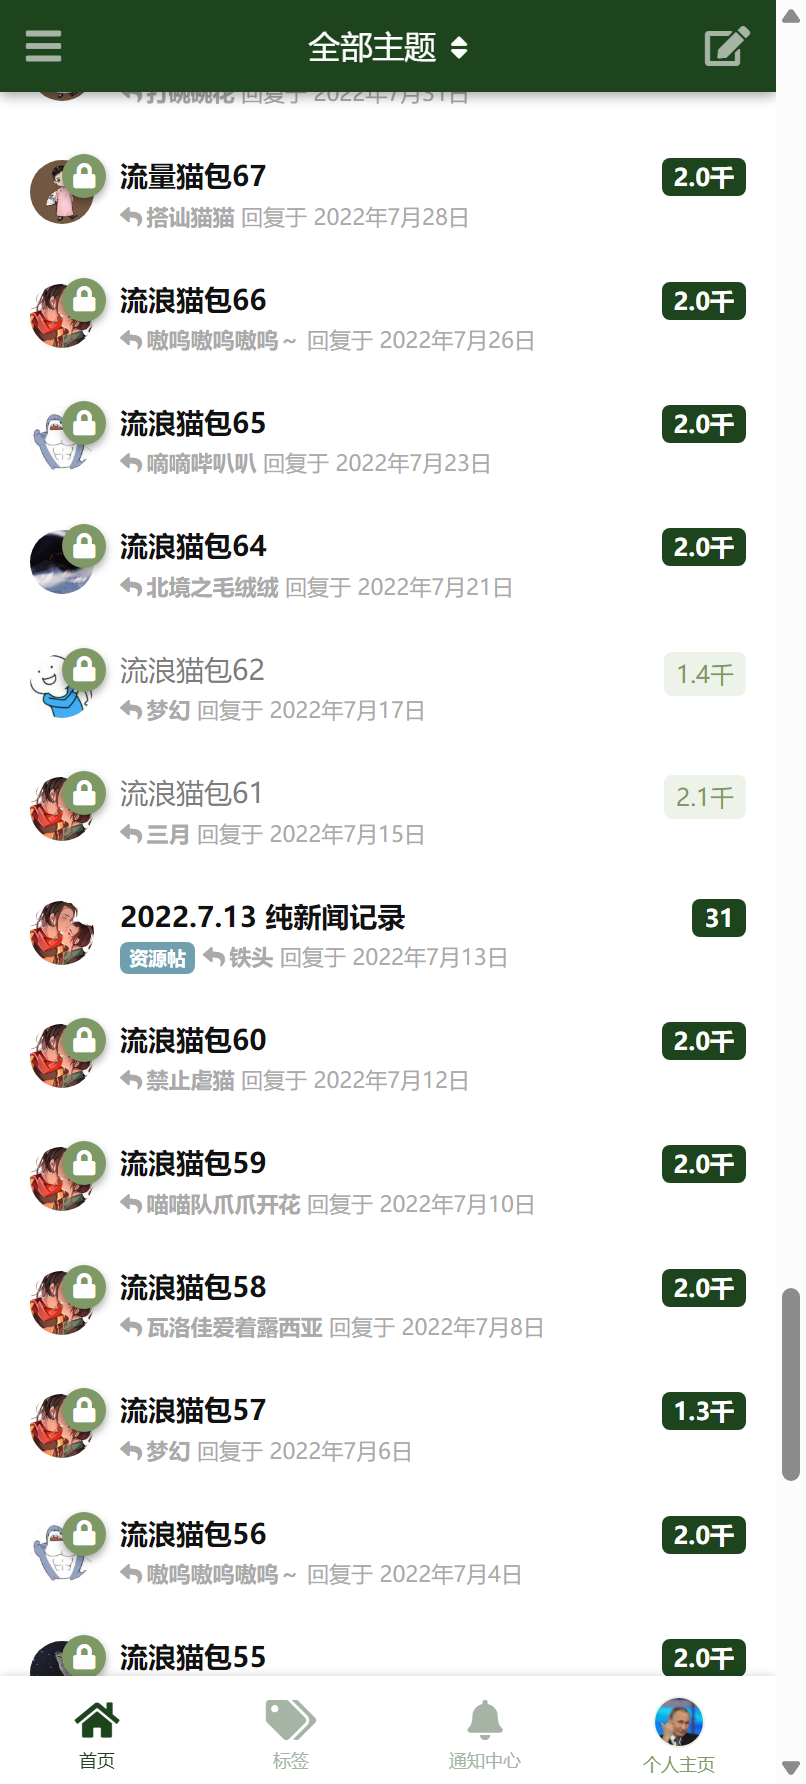 全部主题
打碗碗花 回复于 2022年7月31日
流量猫包67
2.0千
搭讪猫猫 回复于 2022年7月28日
流浪猫包66
2.0千
嗷呜嗷呜嗷呜~ 回复于 2022年7月26日
流浪猫包65
2.0千
嘀嘀哔叭叭 回复于 2022年7月23日
流浪猫包64
2.0千
北境之毛绒绒 回复于 2022年7月21日
流浪猫包62
1.4千
梦幻 回复于 2022年7月17日
流浪猫包61
2.1千
三月 回复于 2022年7月15日
2022.7.13 纯新闻记录
31
资源帖 铁头 回复于 2022年7月13日
流浪猫包60
2.0千
禁止虐猫 回复于 2022年7月12日
流浪猫包59
2.0千
喵喵队爪爪开花 回复于 2022年7月10日
流浪猫包58
2.0千
瓦洛佳爱着露西亚 回复于 2022年7月8日
流浪猫包57
1.3千
梦幻 回复于 2022年7月6日
流浪猫包56
2.0千
嗷呜嗷呜嗷呜~ 回复于 2022年7月4日
流浪猫包55
2.0千
首页
标签
通知中心
个人主页